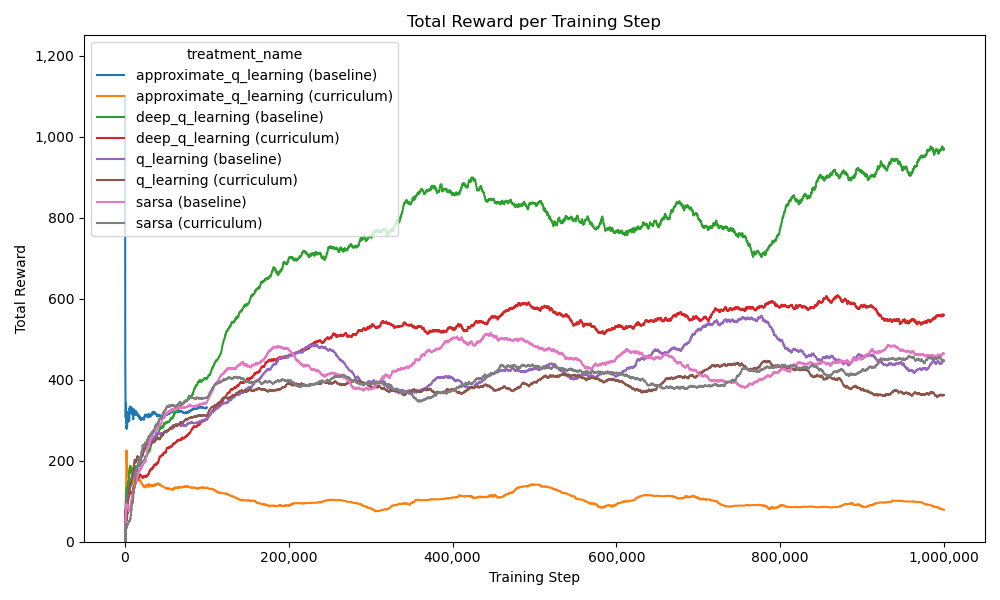 Total Reward per Training Step
treatment_name
approximate_q_learning (baseline)
approximate_q_learning (curriculum)
deep_q_learning (baseline)
deep_q_learning (curriculum)
q_learning (baseline)
q_learning (curriculum)
sarsa (baseline)
sarsa (curriculum)
Total Reward
1,200
1,000
800
600
400
200
0
0
200,000
400,000
600,000
800,000
1,000,000
Training Step